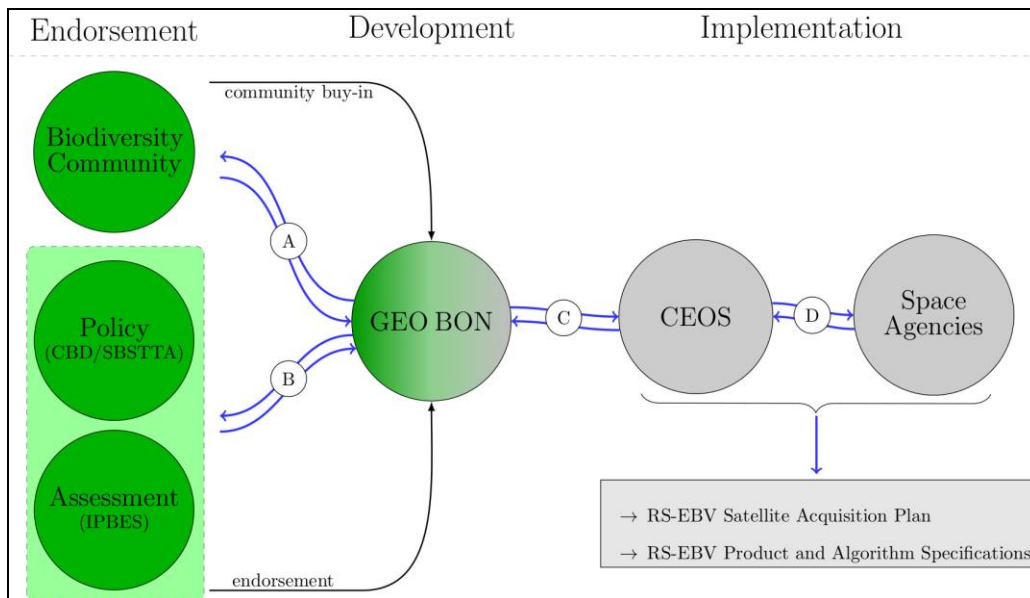 Endorsement
Development
Implementation
community buy-in
Biodiversity
Community
A
Policy
(CBD/SBSTTA)
B
GEO BON
C
CEOS
D
Space
Agencies
Assessment
(IPBES)
endorsement
→ RS-EBV Satellite Acquisition Plan
→ RS-EBV Product and Algorithm Specifications